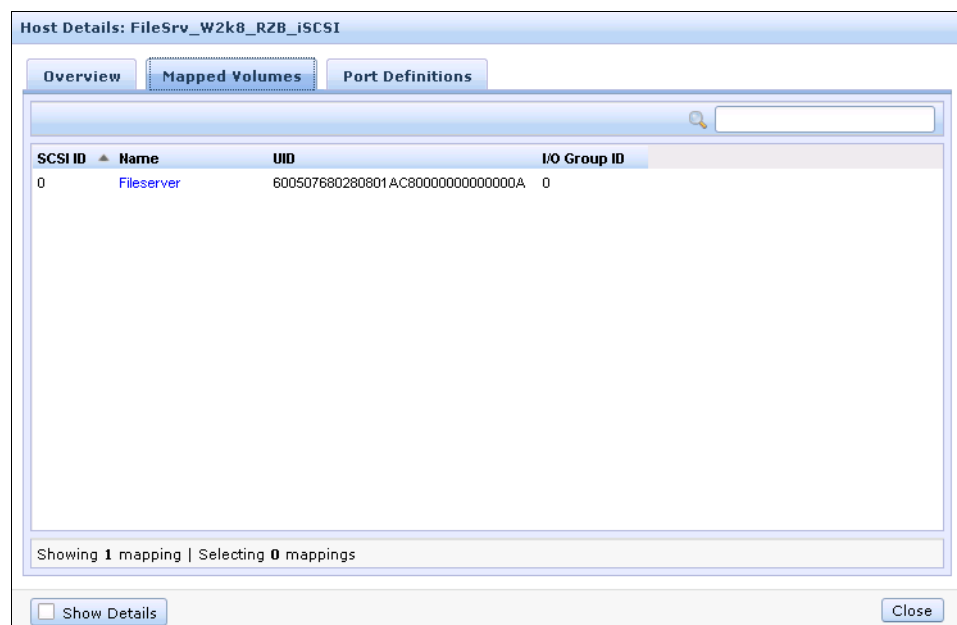 Host Details: FileSrv_W2k8_RZB_iSCSI
Overview Mapped Volumes Port Definitions
SCSI ID Name UID I/O Group ID
0 Fileserver 600507680280801AC80000000000000A 0
Showing 1 mapping | Selecting 0 mappings
Show Details Close